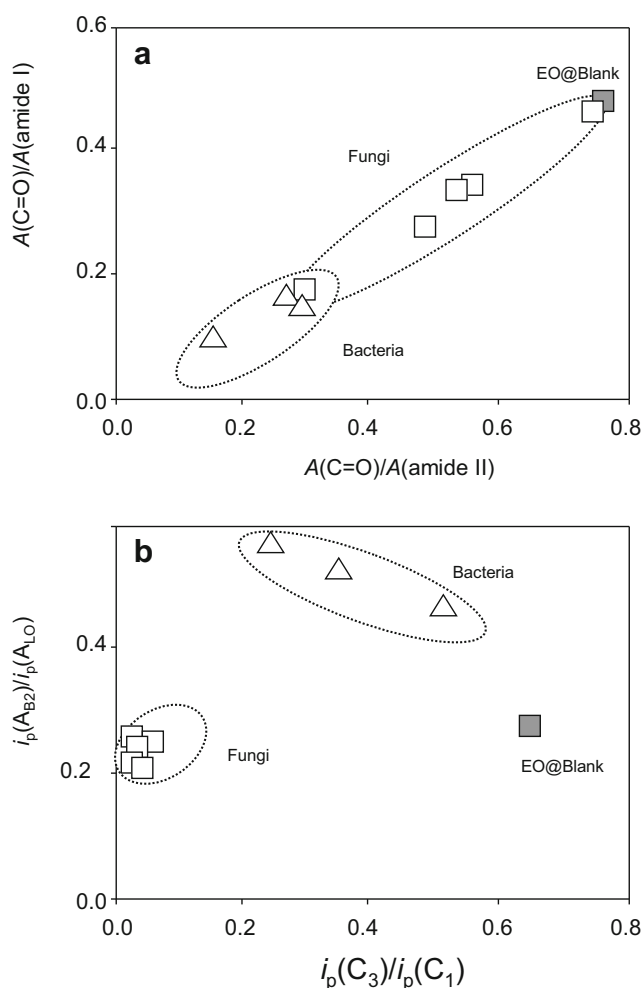 0.6
a
EO@Blank
A(C=O)/A(amide I)
0.4
Fungi
0.2
Bacteria
0.0
0.0 0.2 0.4 0.6 0.8
A(C=O)/A(amide II)
b
Bacteria
ip(AB2)/ip(ALO)
0.4
Fungi
EO@Blank
0.2
0.0
0.0 0.2 0.4 0.6 0.8
ip(C3)/ip(C1)